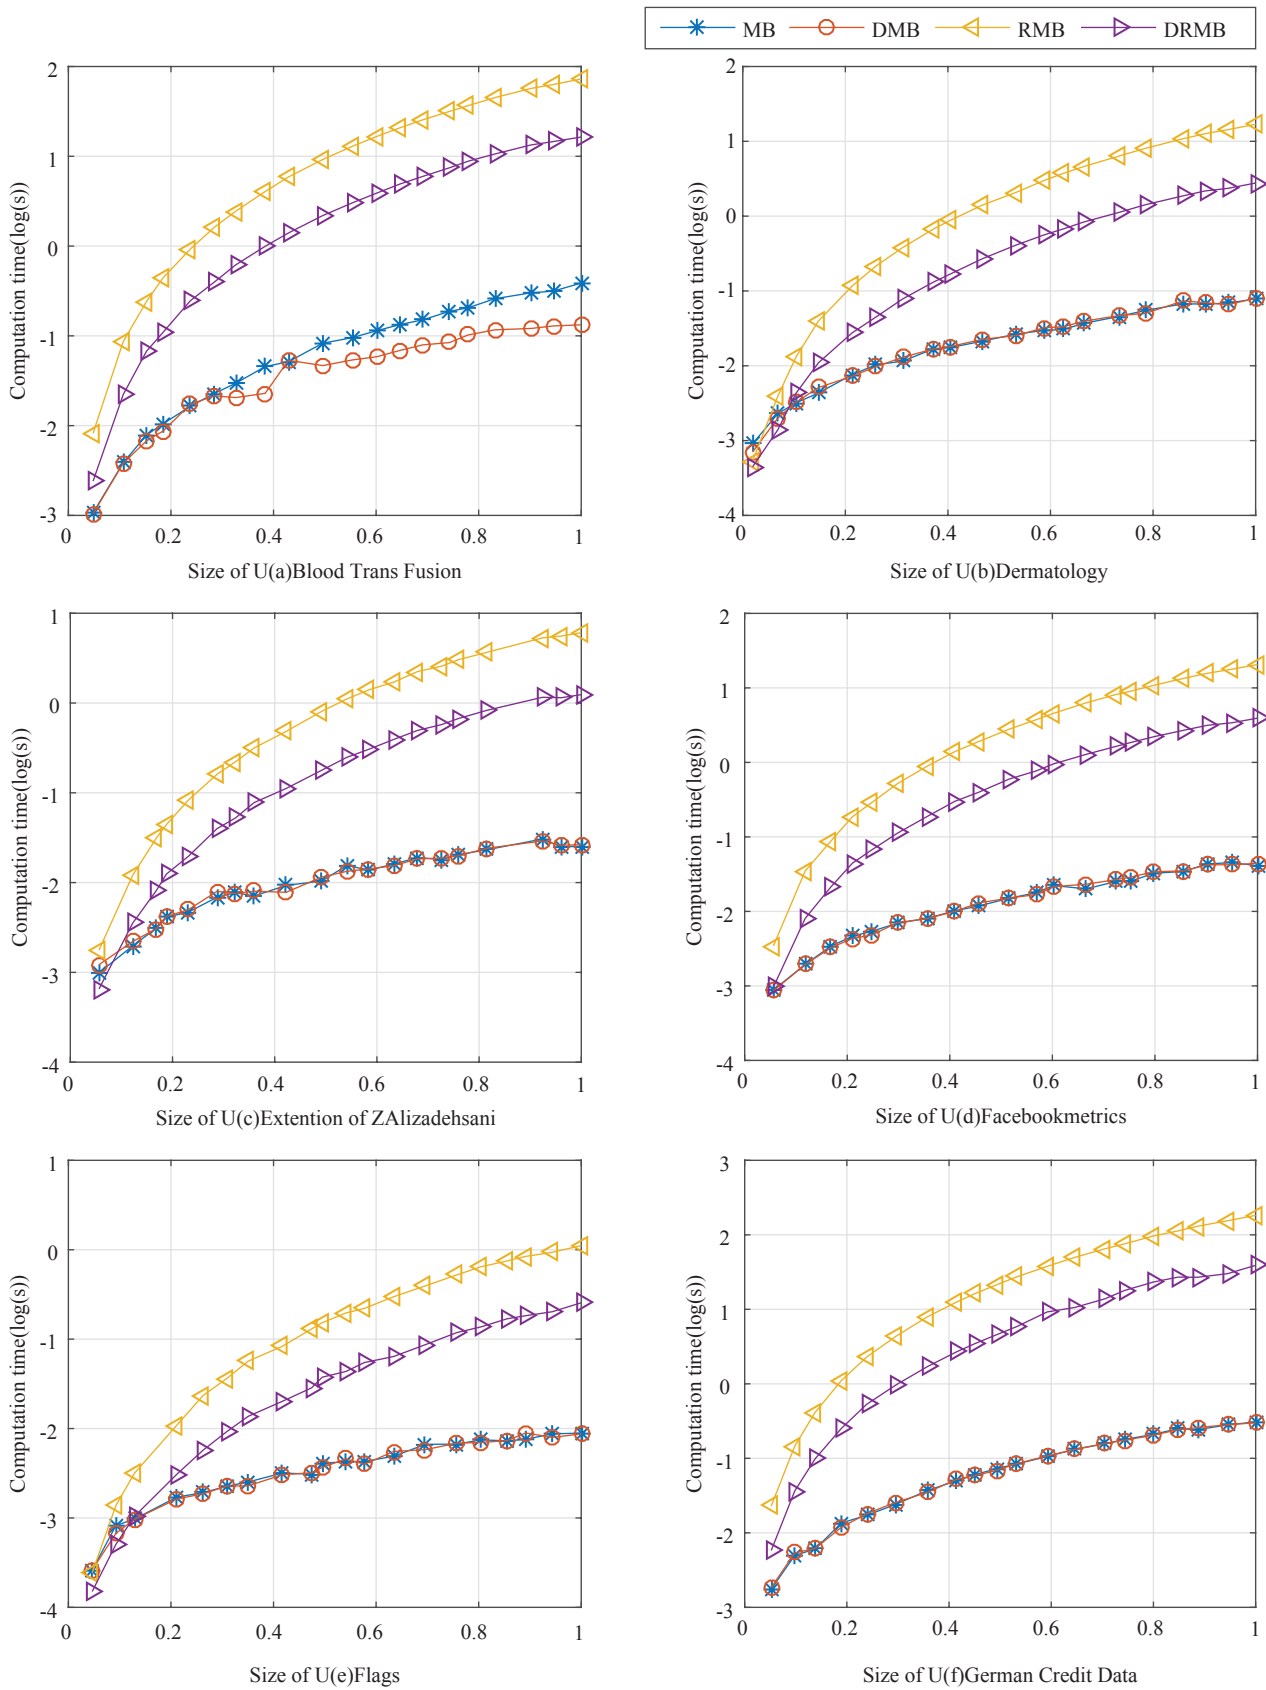 MB DMB RMB DRMB
Computation time(log(s))
2
1
0
-1
-2
-3
0 0.2 0.4 0.6 0.8 1
Size of U(a)Blood Trans Fusion
Computation time(log(s))
2
1
0
-1
-2
-3
-4
0 0.2 0.4 0.6 0.8 1
Size of U(b)Dermatology
Computation time(log(s))
1
0
-1
-2
-3
-4
0 0.2 0.4 0.6 0.8 1
Size of U(c)Extention of ZAlizadehsani
Computation time(log(s))
2
1
0
-1
-2
-3
-4
0 0.2 0.4 0.6 0.8 1
Size of U(d)Facebookmetrics
Computation time(log(s))
1
0
-1
-2
-3
-4
0 0.2 0.4 0.6 0.8 1
Size of U(e)Flags
Computation time(log(s))
3
2
1
0
-1
-2
-3
0 0.2 0.4 0.6 0.8 1
Size of U(f)German Credit Data